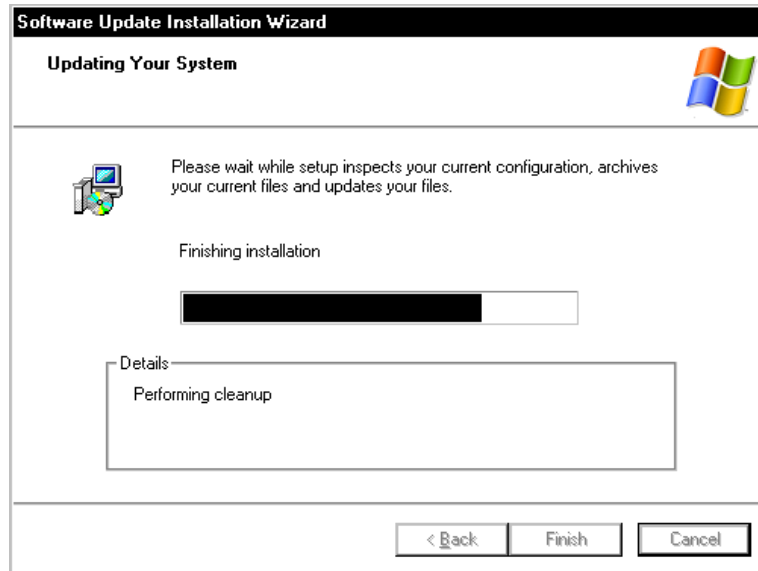 Software Update Installation Wizard
Updating Your System
Please wait while setup inspects your current configuration, archives
your current files and updates your files.
Finishing installation
Details
Performing cleanup
< Back
Finish
Cancel